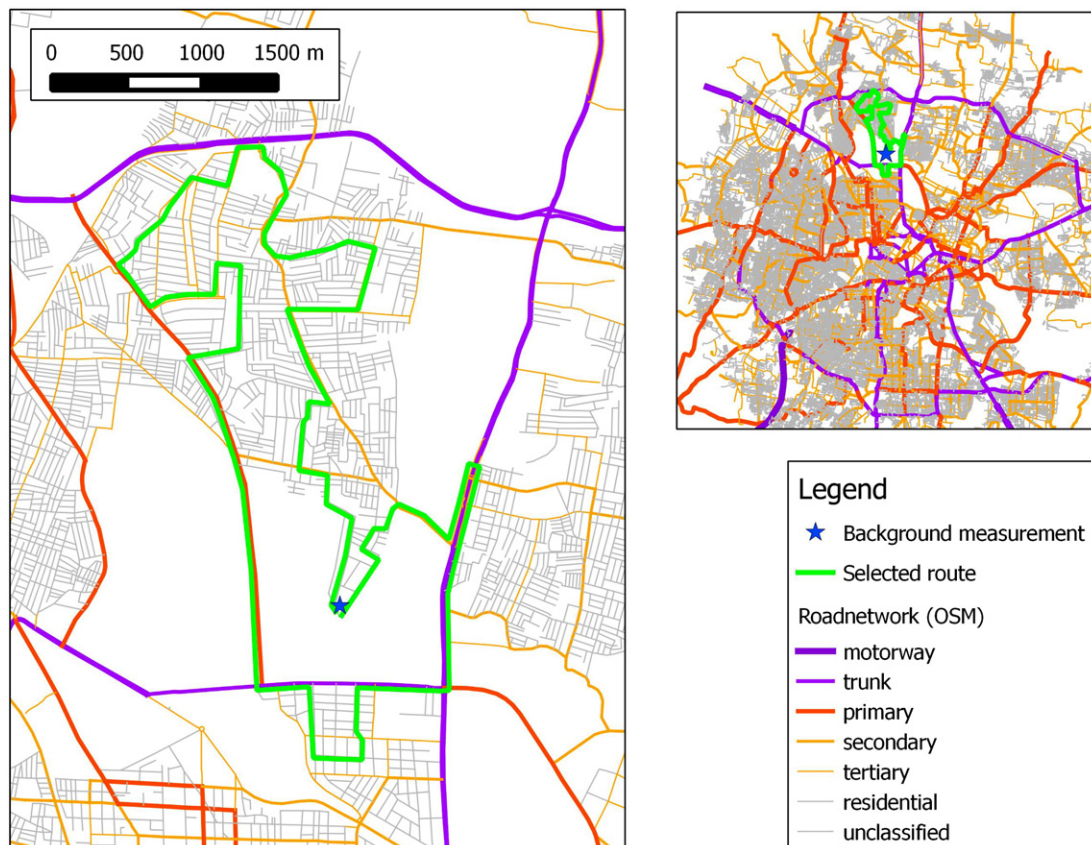 0 500 1000 1500 m
Legend
Background measurement
Selected route
Roadnetwork (OSM)
motorway
trunk
primary
secondary
tertiary
residential
unclassified